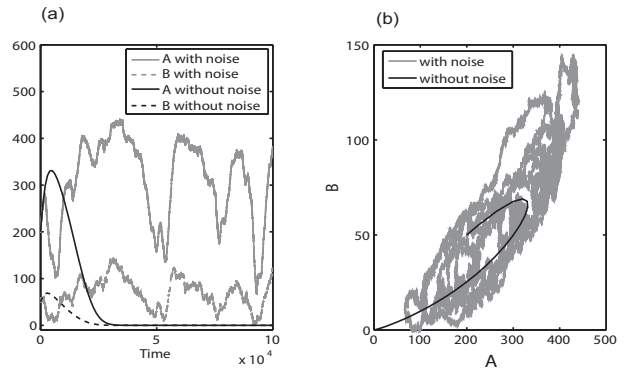 (a)
600
500
400
300
200
100
0
0
5
10
Time
x 10 4
A with noise
B with noise
A without noise
B without noise
(b)
150
100
50
0
0
100
200
300
400
500
B
A
with noise
without noise